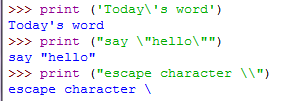 >>> print ('Today\'s word')
Today's word
>>> print ("say \"hello\"")
say "hello"
>>> print ("escape character \\")
escape character \